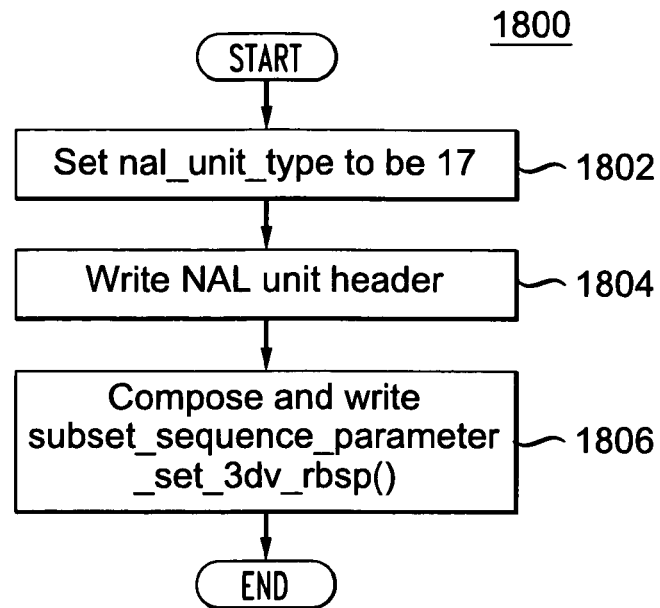 1800
START
Set nal_unit_type to be 17
1802
Write NAL unit header
1804
Compose and write
subset_sequence_parameter
_set_3dv_rbsp()
1806
END